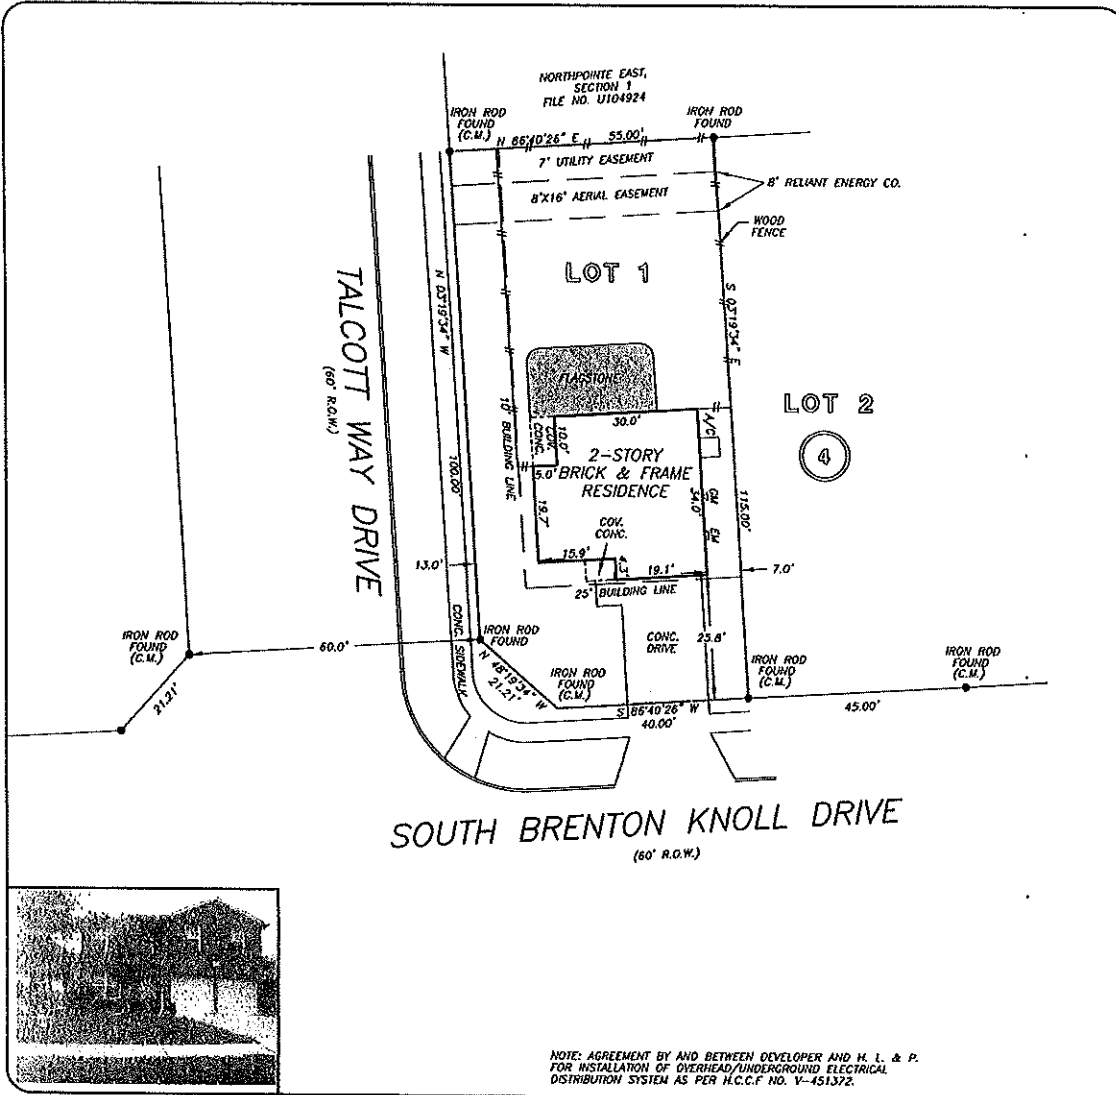 NORTHPOINTE EAST,
SECTION 1
FILE NO. U104924
IRON ROD
FOUND
(C.M.)
IRON ROD
FOUND
N 86°40'26" E 55.00'
7' UTILITY EASEMENT
8'X16' AERIAL EASEMENT
8' RELIANT ENERGY CO.
WOOD
FENCE
LOT 1
N 03°19'34" W
S 03°19'34" E
TALCOTT WAY DRIVE
(60' R.O.W.)
FLAGSTONE
LOT 2
4
10' BUILDING LINE
30.0'
10.0'
COV.
CONC.
A/C
2-STORY
BRICK & FRAME
RESIDENCE
5.0'
100.00'
19.7'
34.0'
GM
EM
115.00'
COV.
CONC.
15.9'
4.3'
19.1'
13.0'
7.0'
25' BUILDING LINE
CONC. SIDEWALK
IRON ROD
FOUND
(C.M.)
60.0'
IRON ROD
FOUND
CONC.
DRIVE
25.8'
N 48°19'34" W
21.21'
IRON ROD
FOUND
(C.M.)
IRON ROD
FOUND
(C.M.)
IRON ROD
FOUND
(C.M.)
21.21'
S 86°40'26" W
40.00'
45.00'
SOUTH BRENTON KNOLL DRIVE
(60' R.O.W.)
NOTE: AGREEMENT BY AND BETWEEN DEVELOPER AND H. L. & P.
FOR INSTALLATION OF OVERHEAD/UNDERGROUND ELECTRICAL
DISTRIBUTION SYSTEM AS PER H.C.C.F NO. V-451372.